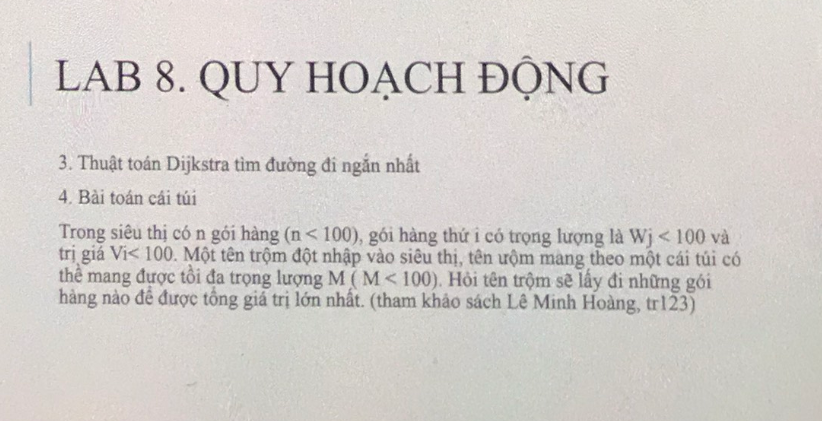 LAB 8. QUY HOẠCH ĐỘNG
3. Thuật toán Dijkstra tìm đường đi ngắn nhất
4. Bài toán cái túi
Trong siêu thị có n gói hàng (n < 100), gói hàng thứ i có trọng lượng là Wj < 100 và
trị giá Vi< 100. Một tên trộm đột nhập vào siêu thị, tên trộm mang theo một cái túi có
thể mang được tối đa trọng lượng M ( M < 100). Hỏi tên trộm sẽ lấy đi những gói
hàng nào để được tổng giá trị lớn nhất. (tham khảo sách Lê Minh Hoàng, tr123)